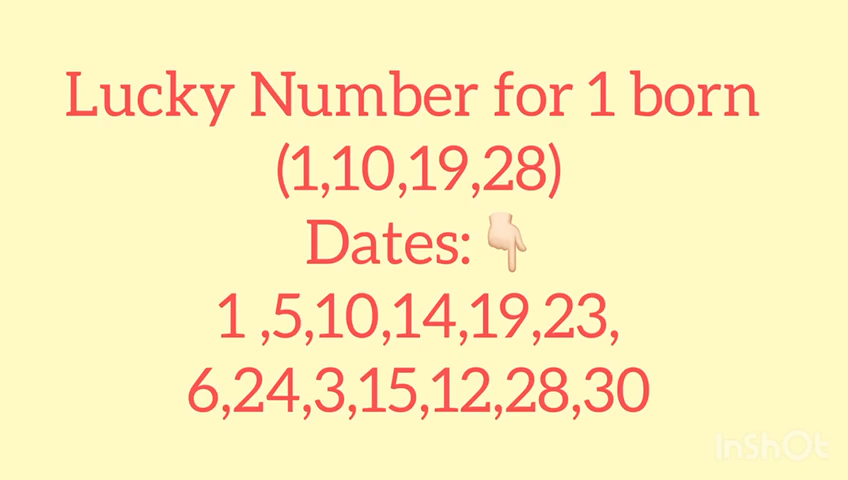 Lucky Number for 1 born
(1,10,19,28)
Dates:👇🏻
1 ,5,10,14,19,23,
6,24,3,15,12,28,30
InShOt